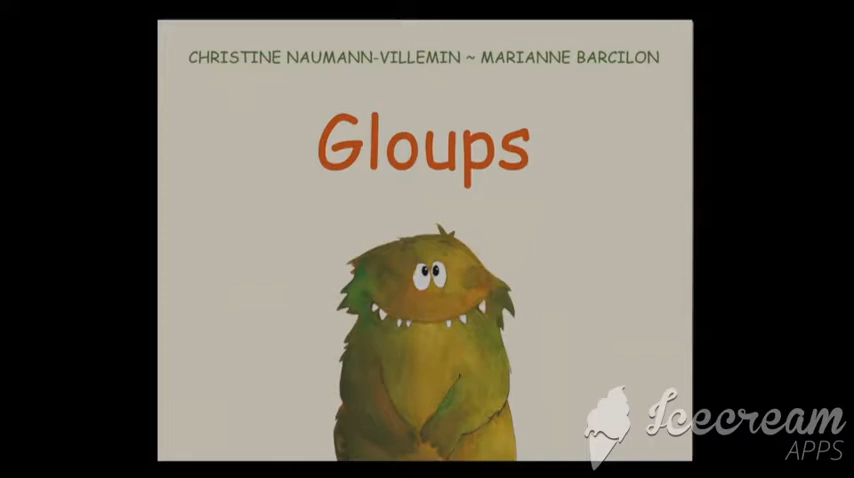 CHRISTINE NAUMANN-VILLEMIN ~ MARIANNE BARCILON
Gloups
Icecream
APPS